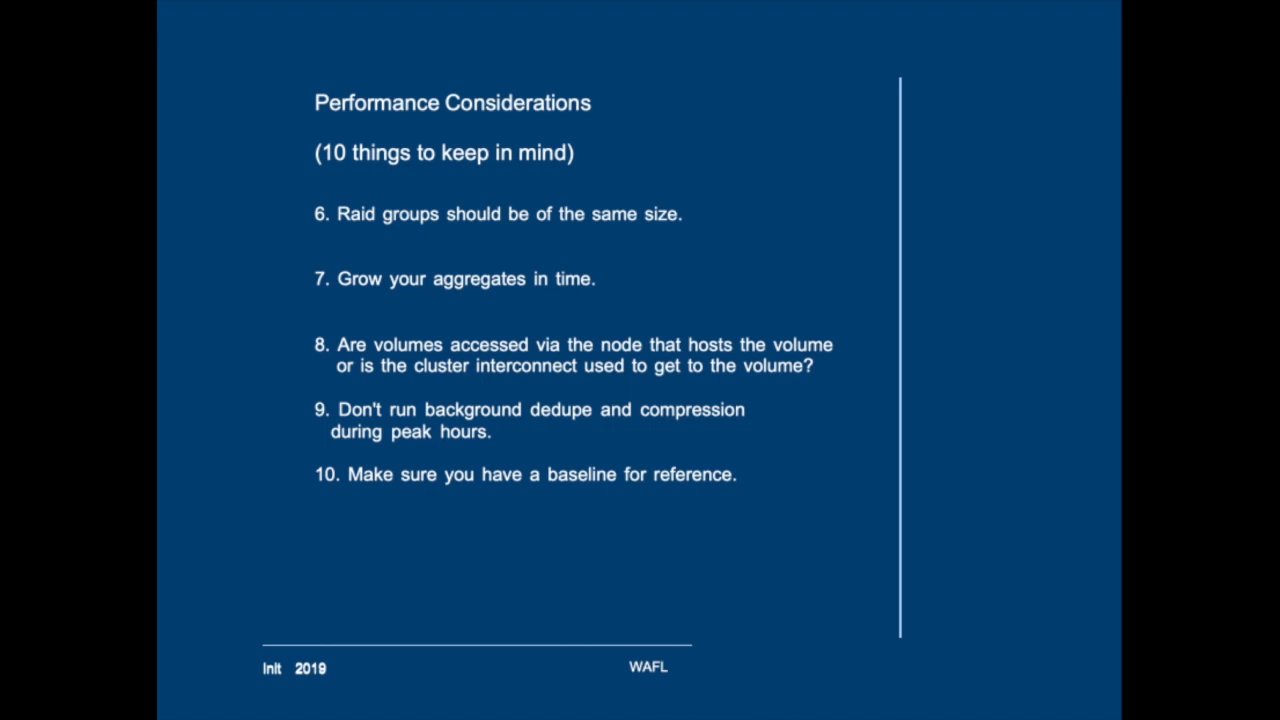 Performance Considerations
(10 things to keep in mind)
6. Raid groups should be of the same size.
7. Grow your aggregates in time.
8. Are volumes accessed via the node that hosts the volume
or is the cluster interconnect used to get to the volume?
9. Don't run background dedupe and compression
during peak hours.
10. Make sure you have a baseline for reference.
InIt 2019
WAFL